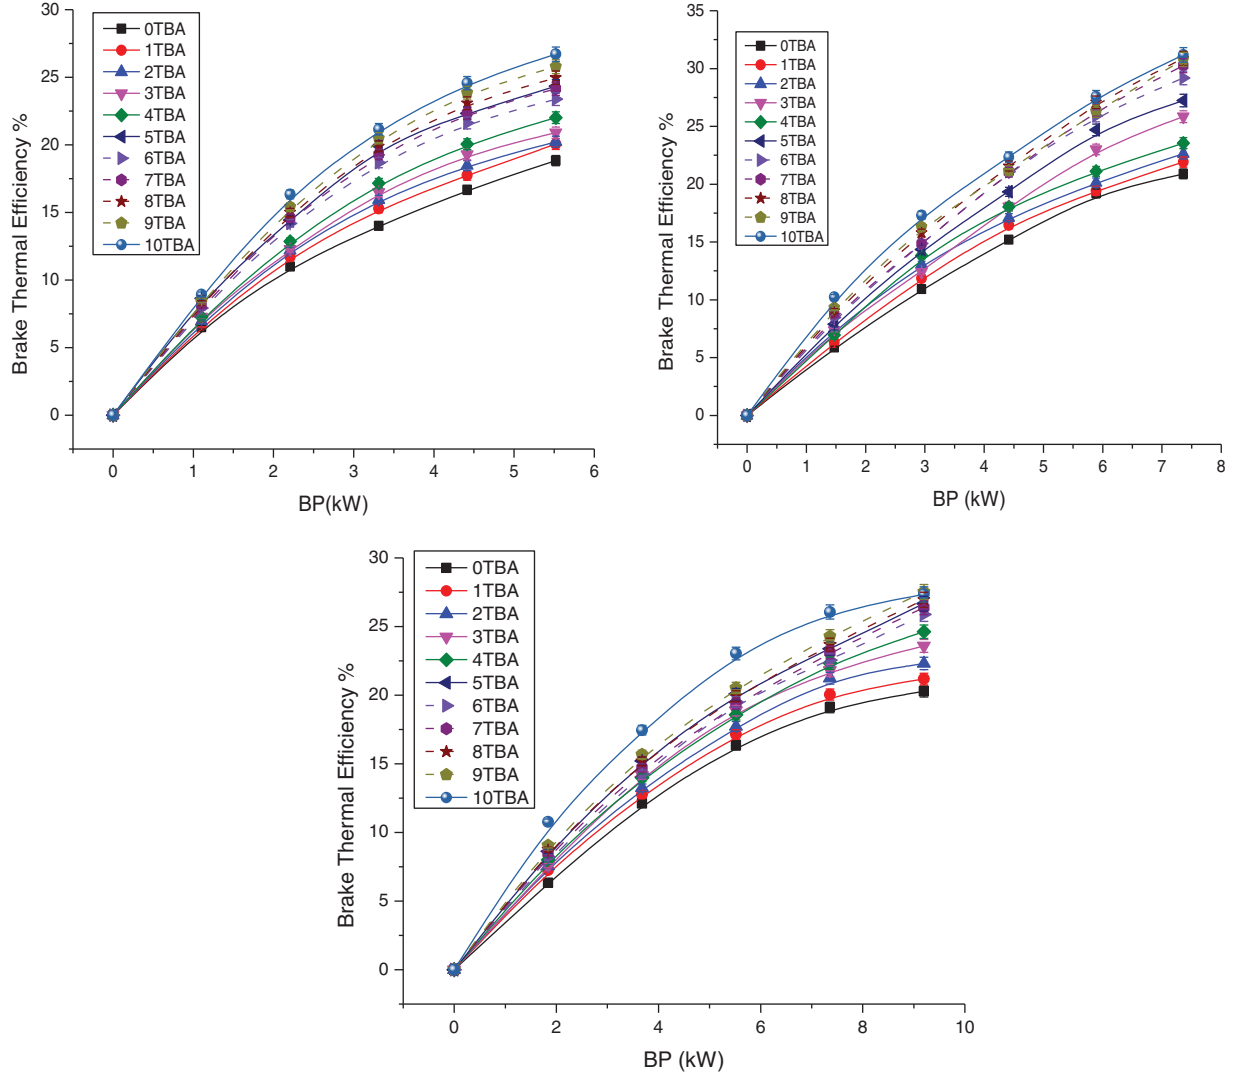 30
25
20
15
10
5
0
Brake Thermal Efficiency %
0TBA
1TBA
2TBA
3TBA
4TBA
5TBA
6TBA
7TBA
8TBA
9TBA
10TBA
0 1 2 3 4 5 6
BP(kW)
35
30
25
20
15
10
5
0
Brake Thermal Efficiency %
0TBA
1TBA
2TBA
3TBA
4TBA
5TBA
6TBA
7TBA
8TBA
9TBA
10TBA
0 1 2 3 4 5 6 7 8
BP (kW)
30
25
20
15
10
5
0
Brake Thermal Efficiency %
0TBA
1TBA
2TBA
3TBA
4TBA
5TBA
6TBA
7TBA
8TBA
9TBA
10TBA
0 2 4 6 8 10
BP (kW)